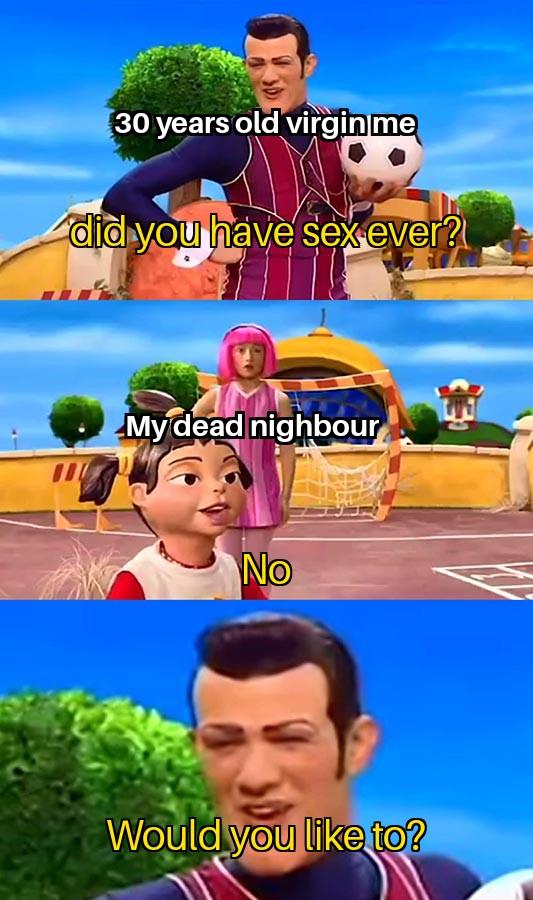 30 years old virgin me
did you have sex ever?
My dead nighbour
No
Would you like to?